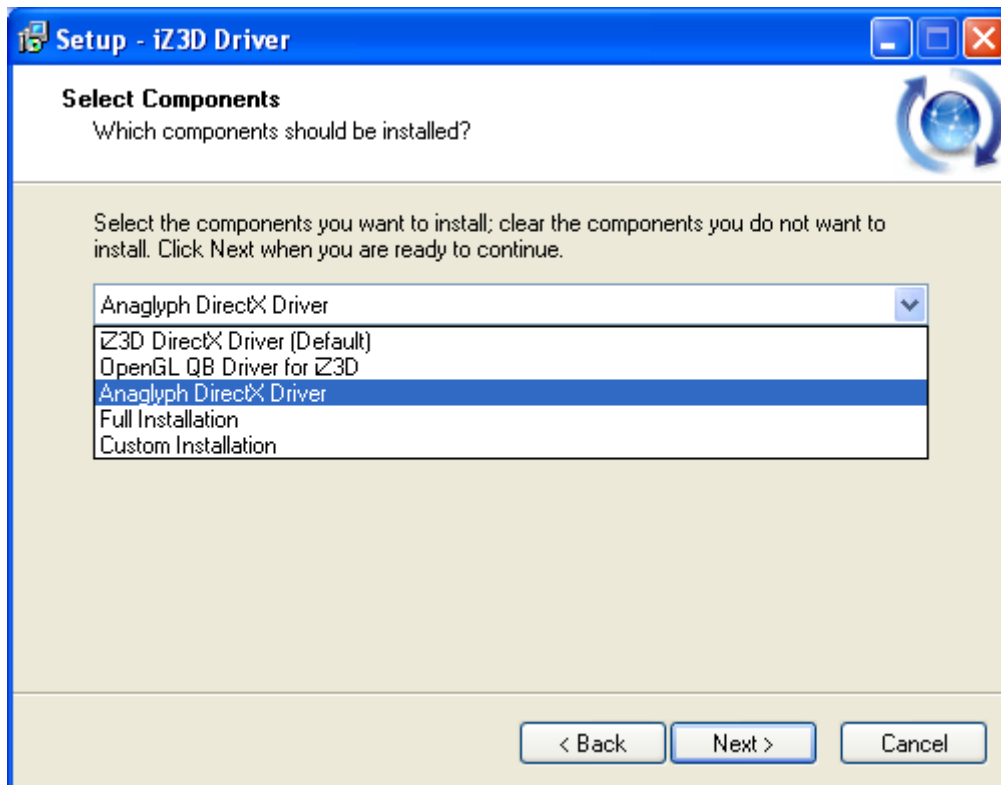 Setup - iZ3D Driver
Select Components
Which components should be installed?
Select the components you want to install; clear the components you do not want to
install. Click Next when you are ready to continue.
Anaglyph DirectX Driver
iZ3D DirectX Driver (Default)
OpenGL QB Driver for iZ3D
Anaglyph DirectX Driver
Full Installation
Custom Installation
< Back Next > Cancel